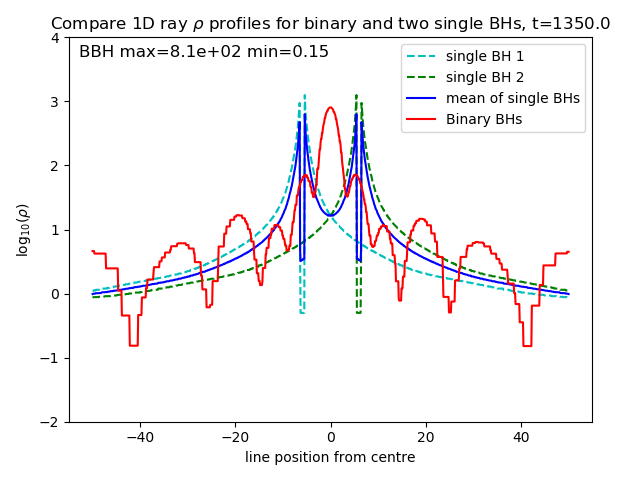 Compare 1D ray ρ profiles for binary and two single BHs, t=1350.0
BBH max=8.1e+02 min=0.15
single BH 1
single BH 2
mean of single BHs
Binary BHs
4
3
2
1
0
−1
−2
log₁₀(ρ)
−40 −20 0 20 40
line position from centre